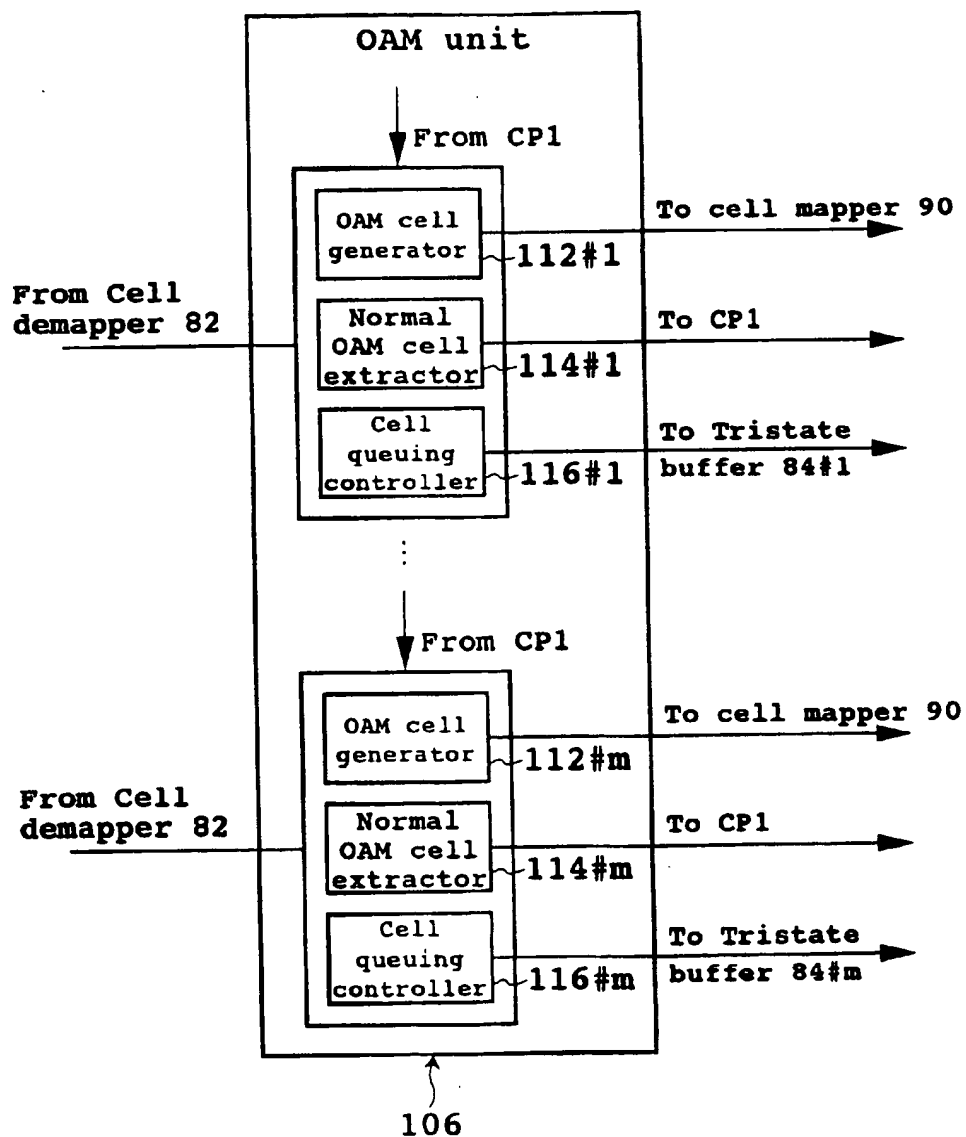 OAM unit
From CP1
OAM cell
generator
112#1
To cell mapper 90
From Cell
demapper 82
Normal
OAM cell
extractor
114#1
To CP1
Cell
queuing
controller
116#1
To Tristate
buffer 84#1
From CP1
OAM cell
generator
112#m
To cell mapper 90
From Cell
demapper 82
Normal
OAM cell
extractor
114#m
To CP1
Cell
queuing
controller
116#m
To Tristate
buffer 84#m
106